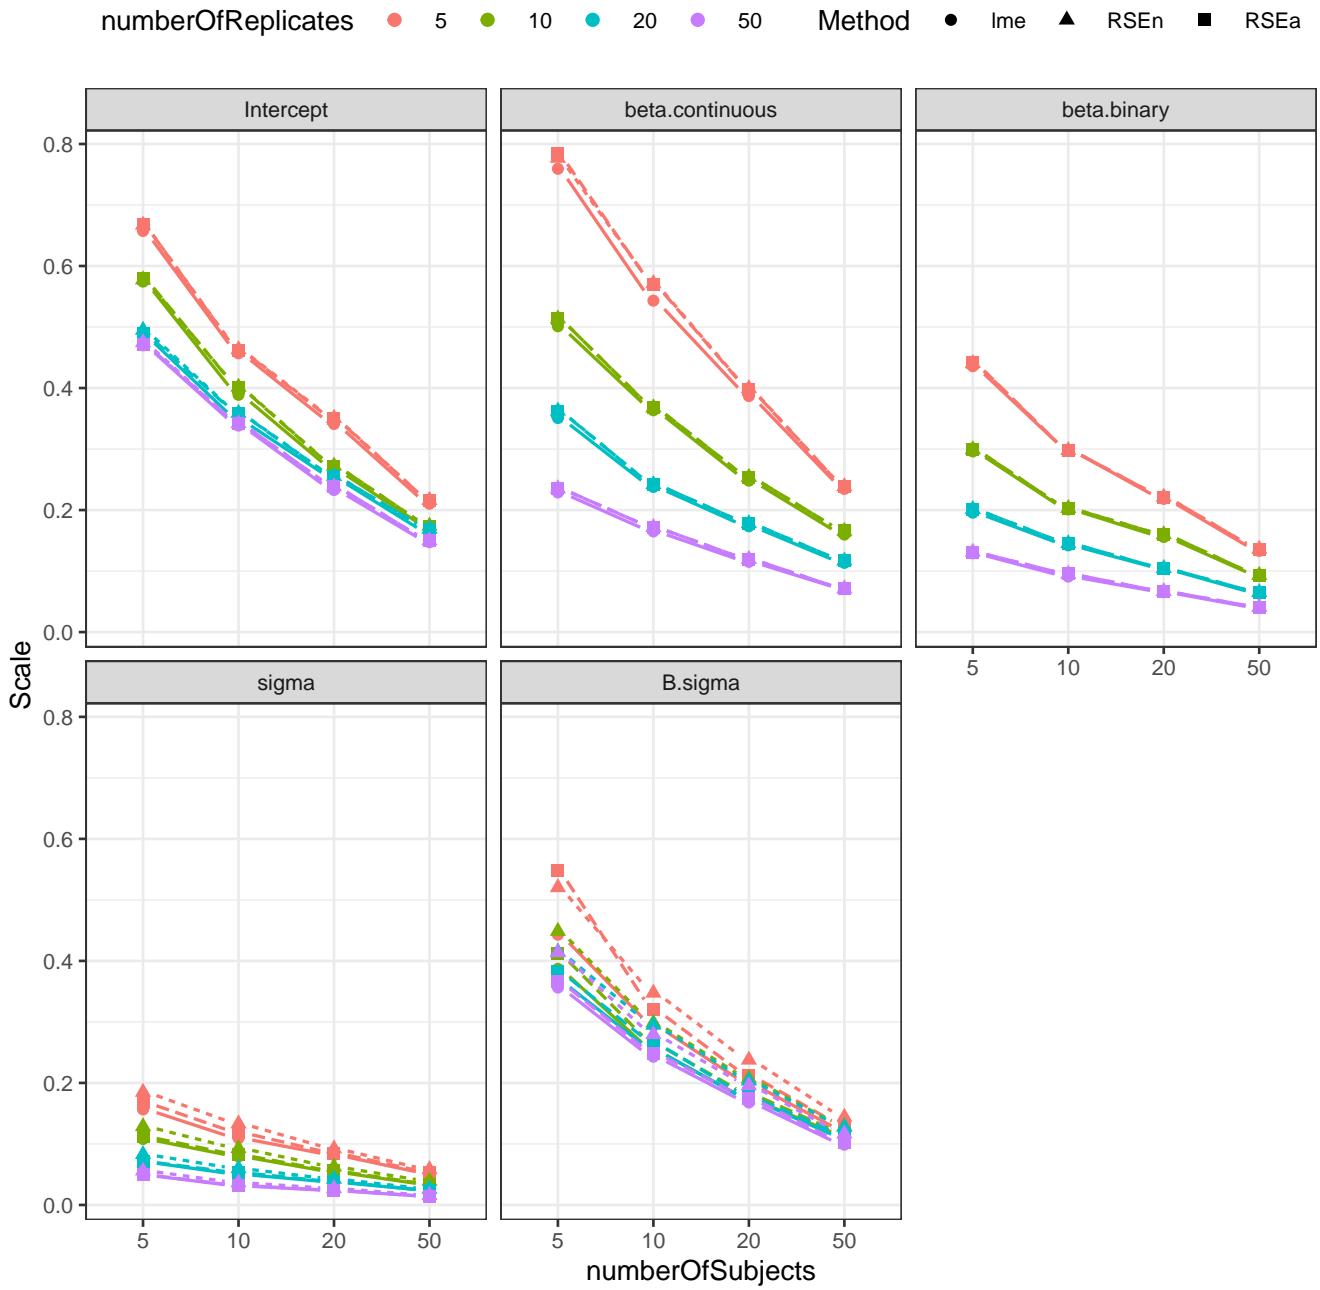 numberOfReplicates 5 10 20 50 Method lme RSEn RSEa
Intercept beta.continuous beta.binary
0.8
0.6
0.4
0.2
0.0
5 10 20 50
Scale
sigma B.sigma
0.8
0.6
0.4
0.2
0.0
5 10 20 50 5 10 20 50
numberOfSubjects